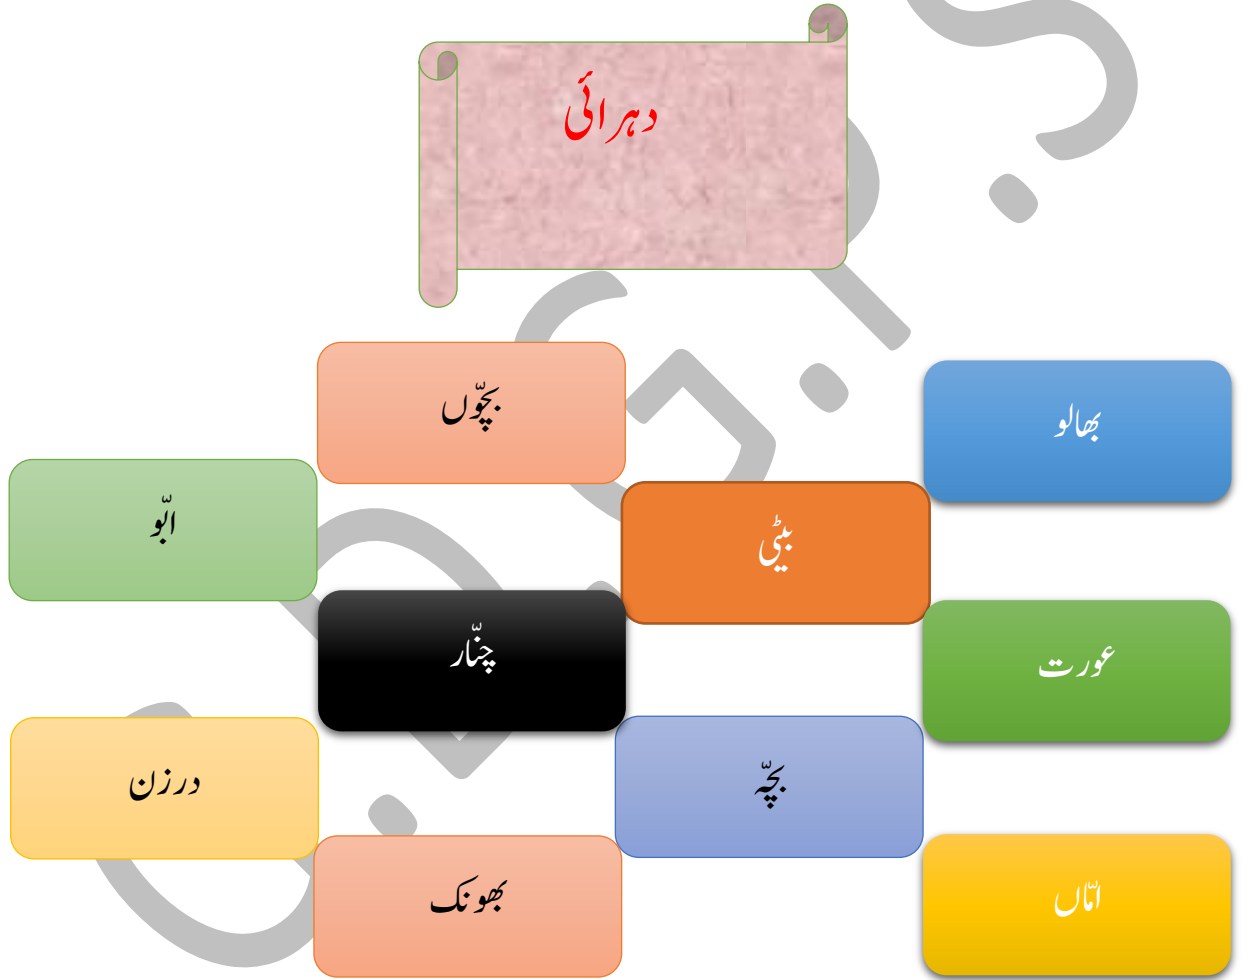 دہرائی
بھالو
بچّوں
ابّو
بیٹی
عورت
چنّار
بچّہ
درزن
امّاں
بھونک